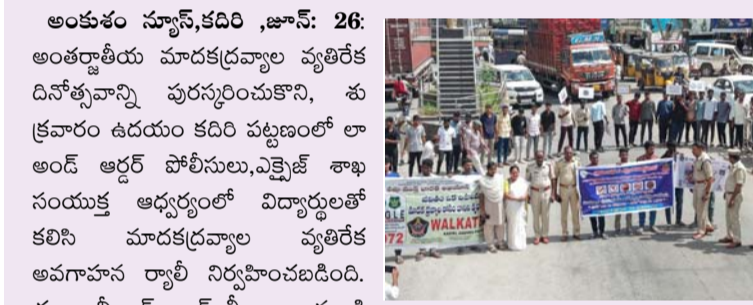 అంకుశం న్యూస్,కదిరి ,జూన్: 26:
అంతర్జాతీయ మాదకద్రవ్యాల వ్యతిరేక
దినోత్సవాన్ని పురస్కరించుకొని, శు
క్రవారం ఉదయం కదిరి పట్టణంలో లా
అండ్ ఆర్డర్ పోలీసులు,ఎక్సైజ్ శాఖ
సంయుక్త ఆధ్వర్యంలో విద్యార్థులతో
కలిసి మాదకద్రవ్యాల వ్యతిరేక
అవగాహన ర్యాలీ నిర్వహించబడింది.
WALKAT